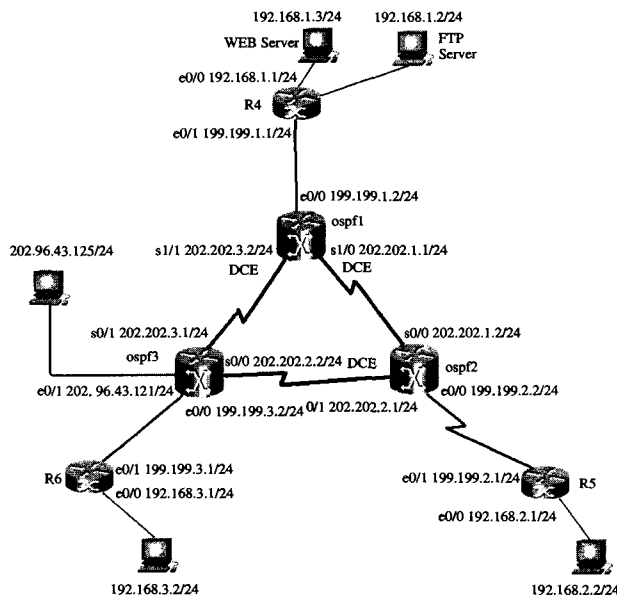 192.168.1.3/24
192.168.1.2/24
WEB Server
FTP
Server
e0/0 192.168.1.1/24
R4
e0/1 199.199.1.1/24
e0/0 199.199.1.2/24
ospf1
202.96.43.125/24
s1/1 202.202.3.2/24
s1/0 202.202.1.1/24
DCE
DCE
s0/1 202.202.3.1/24
s0/0 202.202.1.2/24
ospf3
s0/0 202.202.2.2/24
DCE
ospf2
e0/1 202. 96.43.121/24
e0/0 199.199.2.2/24
e0/0 199.199.3.2/24
0/1 202.202.2.1/24
R6
e0/1 199.199.3.1/24
e0/0 192.168.3.1/24
e0/1 199.199.2.1/24
R5
e0/0 192.168.2.1/24
192.168.3.2/24
192.168.2.2/24